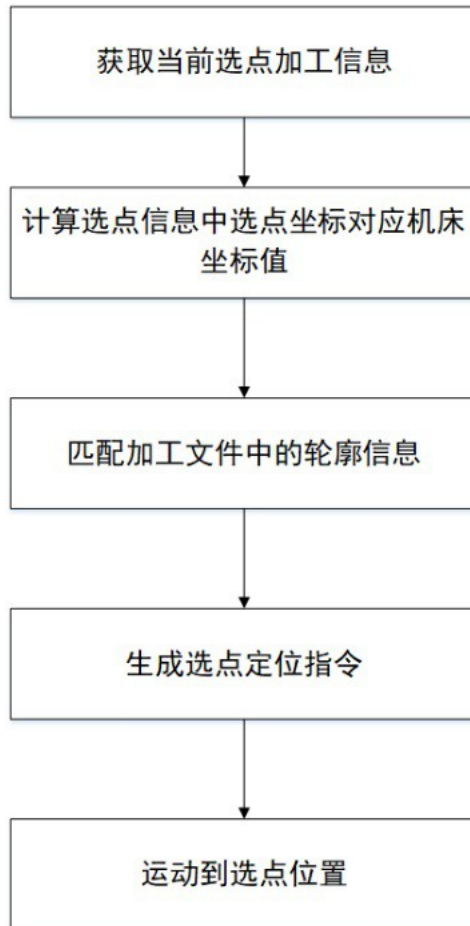 获取当前选点加工信息
计算选点信息中选点坐标对应机床
坐标值
匹配加工文件中的轮廓信息
生成选点定位指令
运动到选点位置